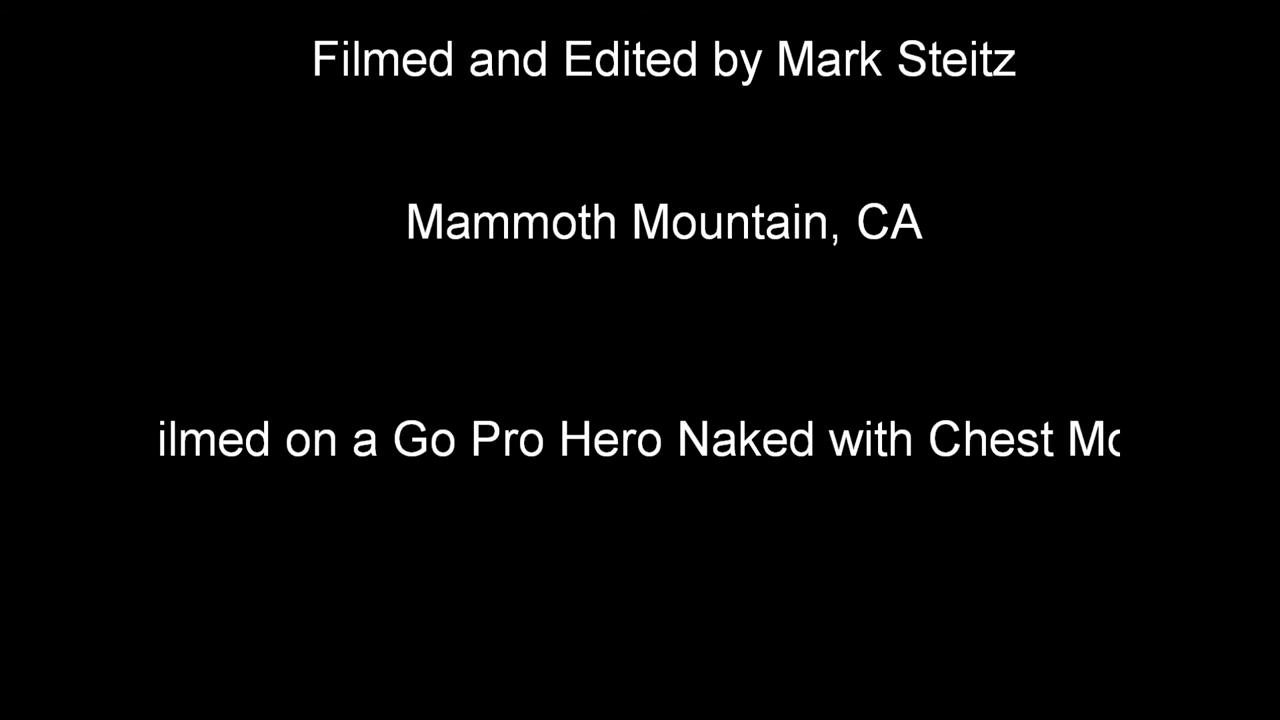 Filmed and Edited by Mark Steitz
Mammoth Mountain, CA
ilmed on a Go Pro Hero Naked with Chest Mo